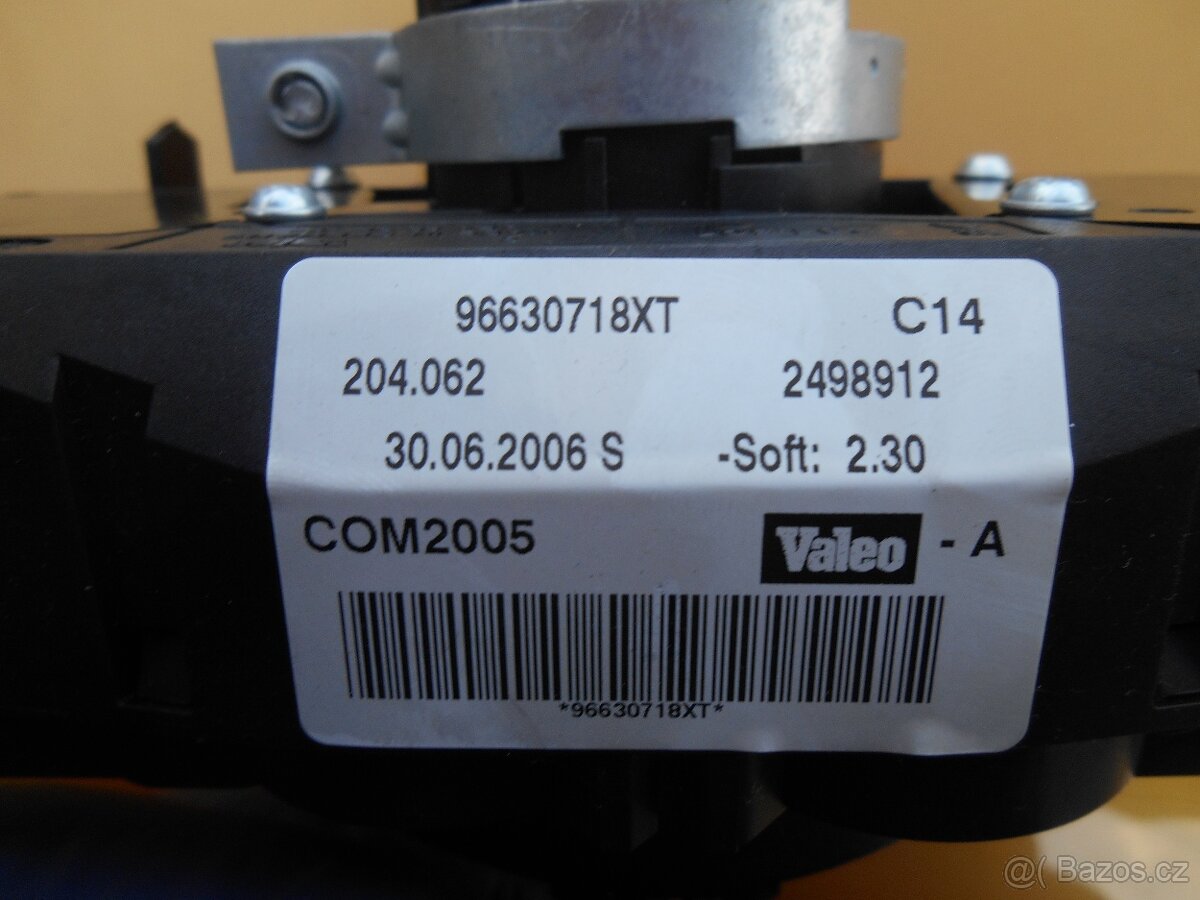 96630718XT C14
204.062 2498912
30.06.2006 S -Soft: 2.30
COM2005 Valeo - A
*96630718XT*
@( Bazos.cz